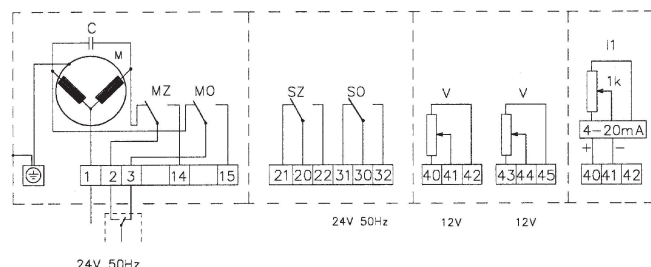 C
M
MZ MO
SZ SO
V
V
I1
1k
4-20mA
+ -
1 2 3 14 15
21 20 22 31 30 32
40 41 42
43 44 45
40 41 42
24V 50Hz
12V
12V
24V 50Hz